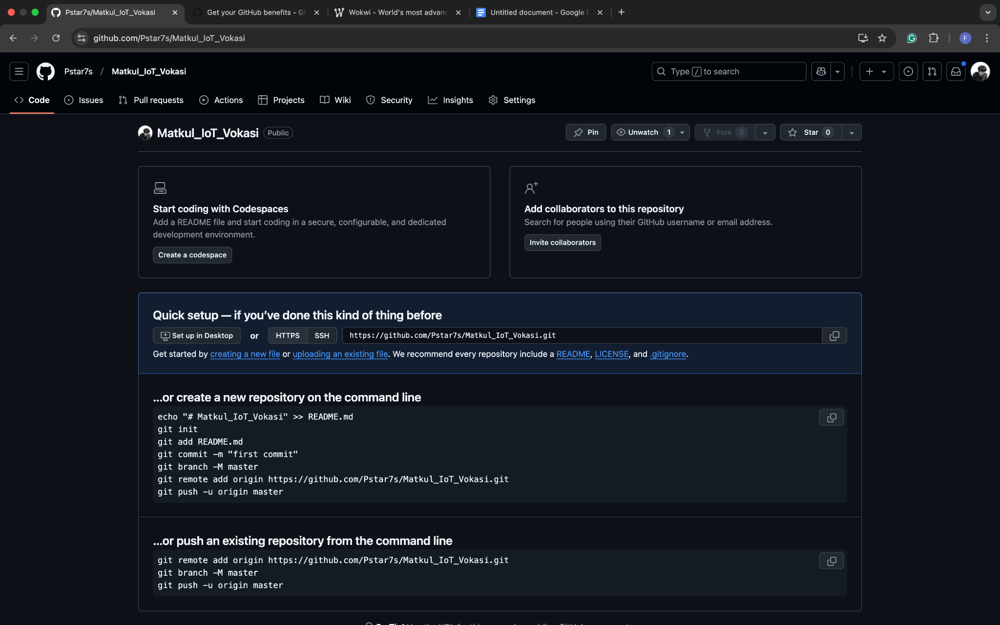 Pstar7s/Matkul_IoT_Vokasi
Get your GitHub benefits - Gi
Wokwi - World's most advanc
Untitled document - Google D
github.com/Pstar7s/Matkul_IoT_Vokasi
F
Pstar7s / Matkul_IoT_Vokasi
Type / to search
Code
Issues
Pull requests
Actions
Projects
Wiki
Security
Insights
Settings
Matkul_IoT_Vokasi Public
Pin
Unwatch 1
Fork 0
Star 0
Start coding with Codespaces
Add a README file and start coding in a secure, configurable, and dedicated
development environment.
Create a codespace
Add collaborators to this repository
Search for people using their GitHub username or email address.
Invite collaborators
Quick setup — if you’ve done this kind of thing before
Set up in Desktop or HTTPS SSH https://github.com/Pstar7s/Matkul_IoT_Vokasi.git
Get started by creating a new file or uploading an existing file. We recommend every repository include a README, LICENSE, and .gitignore.
…or create a new repository on the command line
echo "# Matkul_IoT_Vokasi" >> README.md
git init
git add README.md
git commit -m "first commit"
git branch -M master
git remote add origin https://github.com/Pstar7s/Matkul_IoT_Vokasi.git
git push -u origin master
…or push an existing repository from the command line
git remote add origin https://github.com/Pstar7s/Matkul_IoT_Vokasi.git
git branch -M master
git push -u origin master